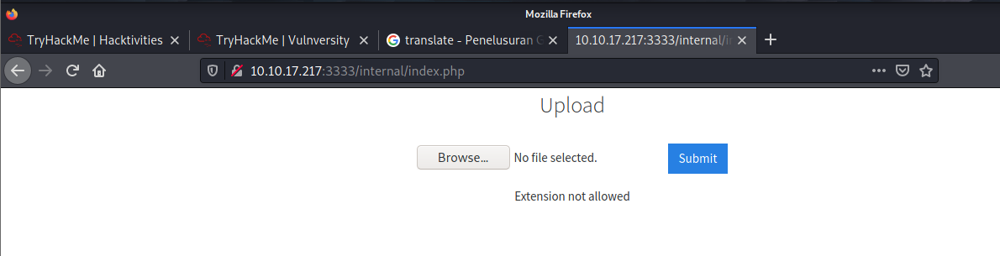 Mozilla Firefox
TryHackMe | Hacktivities TryHackMe | Vulnversity translate - Penelusuran G 10.10.17.217:3333/internal/in
10.10.17.217:3333/internal/index.php
Upload
Browse... No file selected. Submit
Extension not allowed